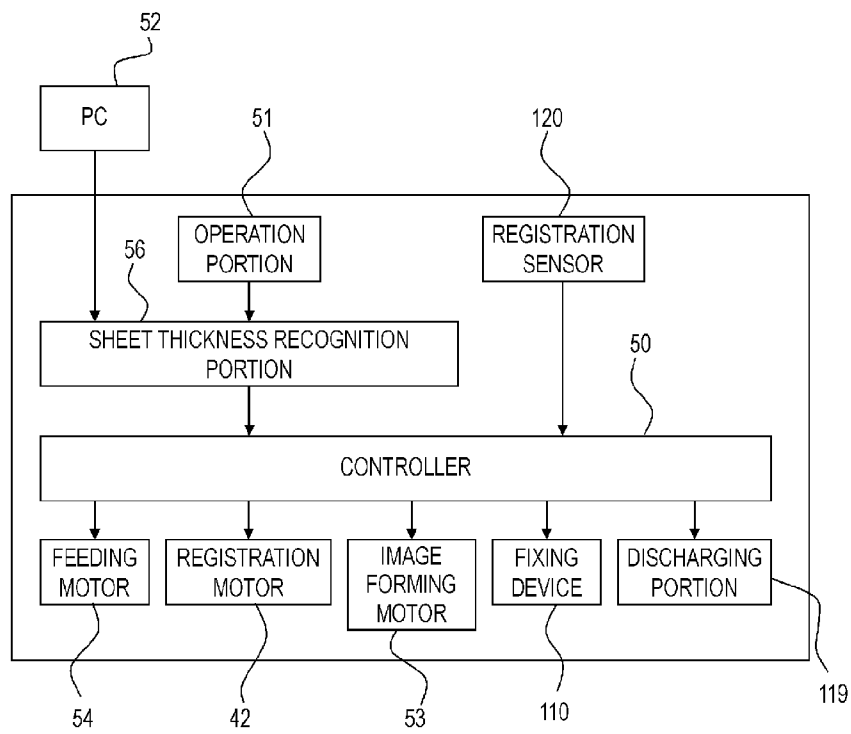 52
PC
51
120
OPERATION
PORTION
REGISTRATION
SENSOR
56
SHEET THICKNESS RECOGNITION
PORTION
50
CONTROLLER
FEEDING
MOTOR
REGISTRATION
MOTOR
IMAGE
FORMING
MOTOR
FIXING
DEVICE
DISCHARGING
PORTION
54
42
53
110
119